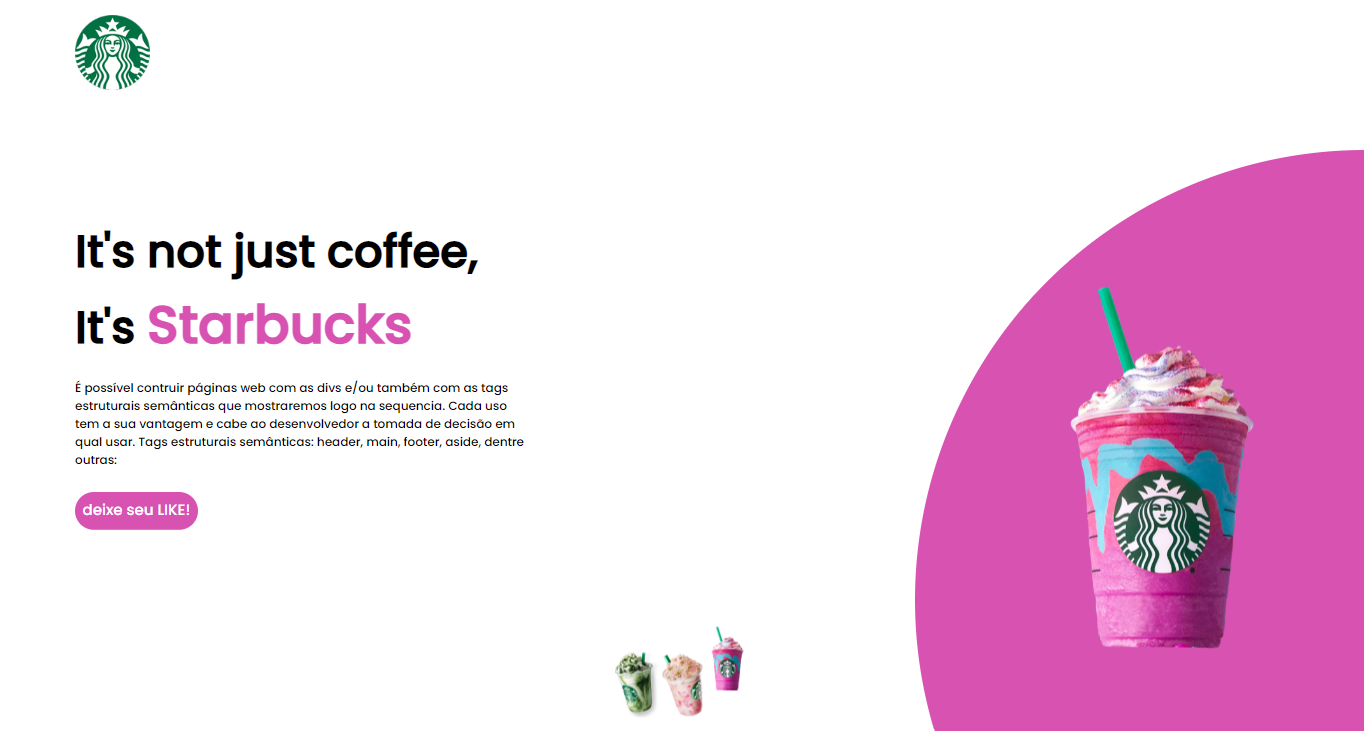 It's not just coffee,
It's Starbucks
É possível contruir páginas web com as divs e/ou também com as tags
estruturais semânticas que mostraremos logo na sequencia. Cada uso
tem a sua vantagem e cabe ao desenvolvedor a tomada de decisão em
qual usar. Tags estruturais semânticas: header, main, footer, aside, dentre
outras:
deixe seu LIKE!